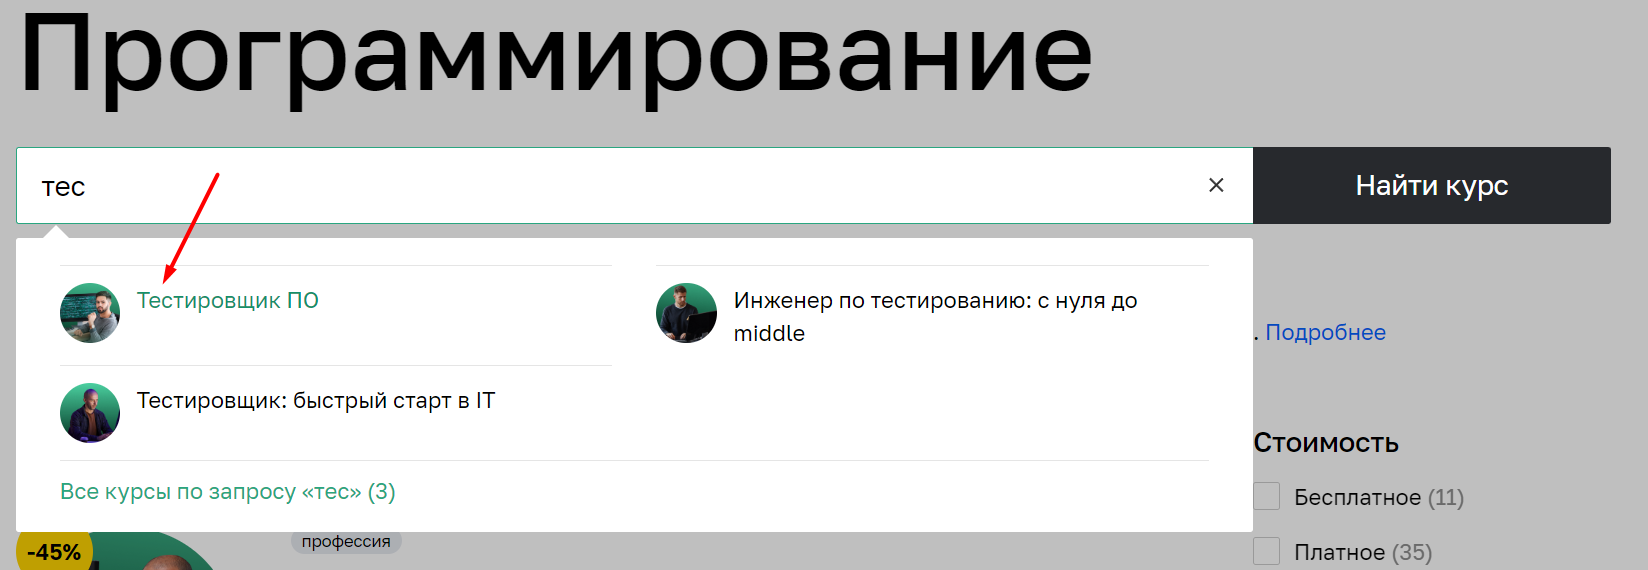 Программирование
тес
Найти курс
Тестировщик ПО
Инженер по тестированию: с нуля до
middle
. Подробнее
Тестировщик: быстрый старт в IT
Стоимость
Все курсы по запросу «тес» (3)
Бесплатное (11)
-45%
профессия
Платное (35)